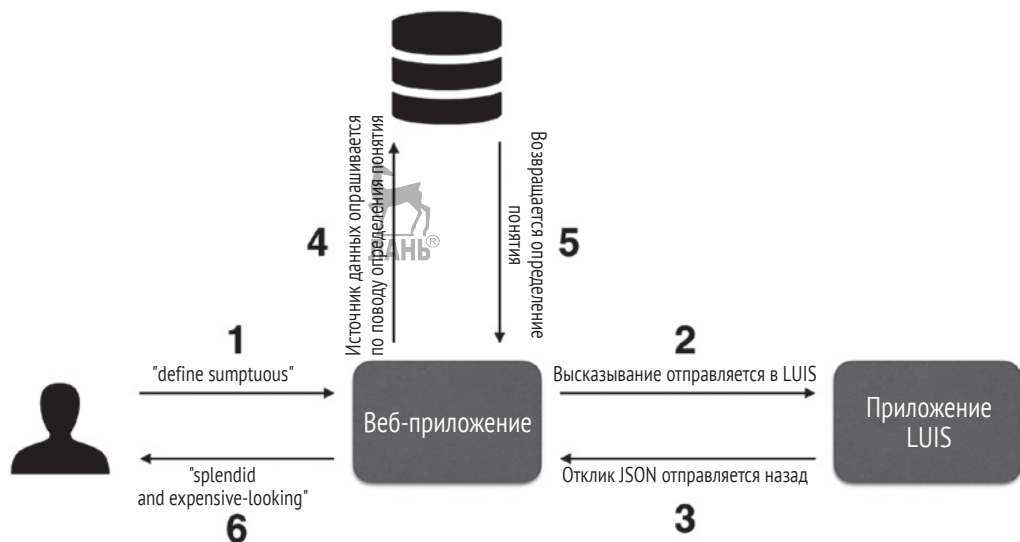 Источник данных опрашивается
по поводу определения понятия
Возвращается определение
понятия
4
ЛАНЬ®
5
1
"define sumptuous"
2
Высказывание отправляется в LUIS
Веб-приложение
Приложение
LUIS
"splendid
and expensive-looking"
6
Отклик JSON отправляется назад
3